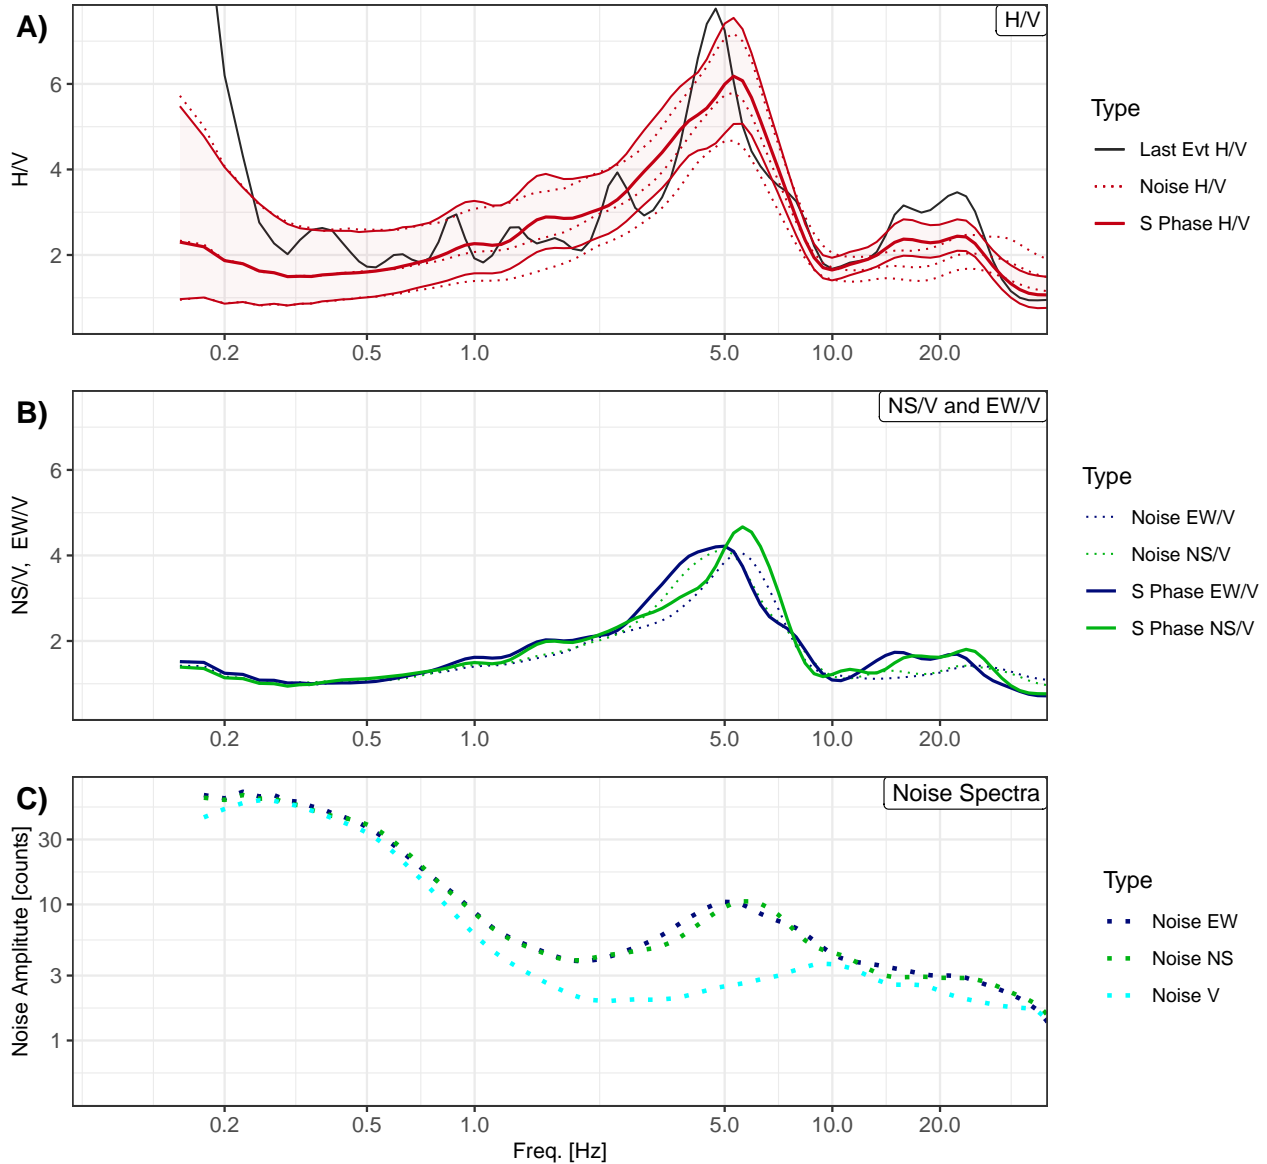 A)
H/V
H/V
6
4
2
0.2 0.5 1.0 5.0 10.0 20.0
Type
Last Evt H/V
Noise H/V
S Phase H/V
B)
NS/V and EW/V
NS/V, EW/V
6
4
2
0.2 0.5 1.0 5.0 10.0 20.0
Type
Noise EW/V
Noise NS/V
S Phase EW/V
S Phase NS/V
C)
Noise Spectra
Noise Amplitute [counts]
30
10
3
1
0.2 0.5 1.0 5.0 10.0 20.0
Freq. [Hz]
Type
Noise EW
Noise NS
Noise V